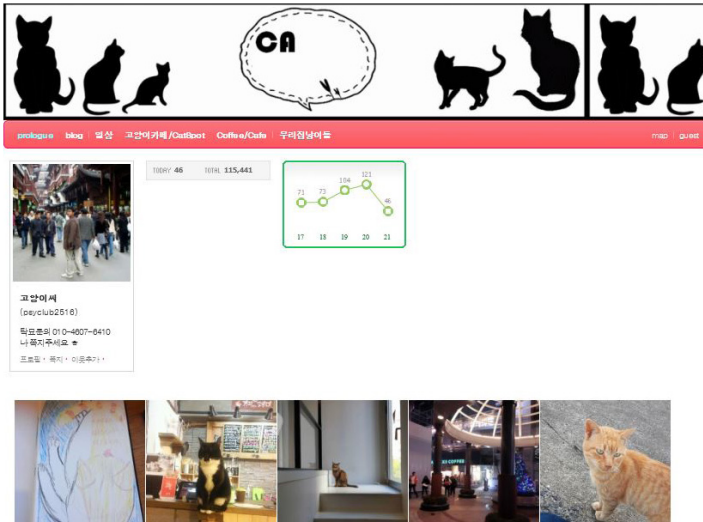 CA
prologue blog 일상 고양이카페/CatSpot Coffee/Cafe 우리집냥이들
map guest
TODAY 46 TOTAL 115,441
71 73 104 121 46
17 18 19 20 21
고양이씨
(psyclub2516)
탁묘문의 010-4607-6410
나 쪽지주세요 ㅎ
프로필 쪽지 이웃추가
COFFEE